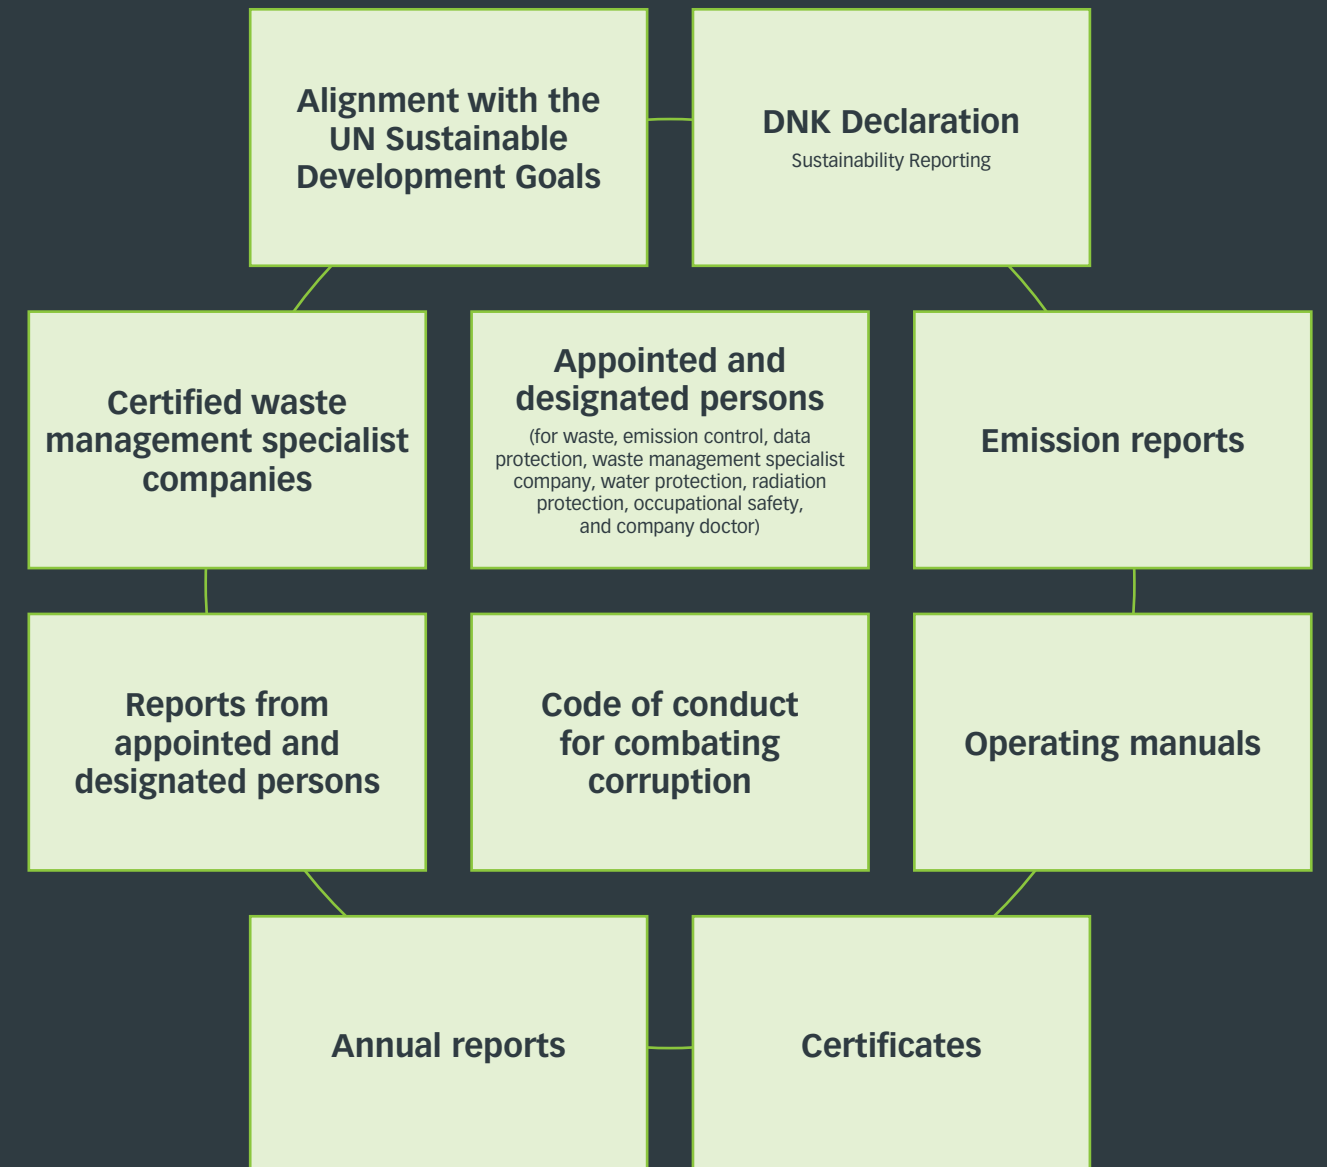 Alignment with the
UN Sustainable
Development Goals
DNK Declaration
Sustainability Reporting
Certified waste
management specialist
companies
Appointed and
designated persons
(for waste, emission control, data
protection, waste management specialist
company, water protection, radiation
protection, occupational safety,
and company doctor)
Emission reports
Reports from
appointed and
designated persons
Code of conduct
for combating
corruption
Operating manuals
Annual reports
Certificates